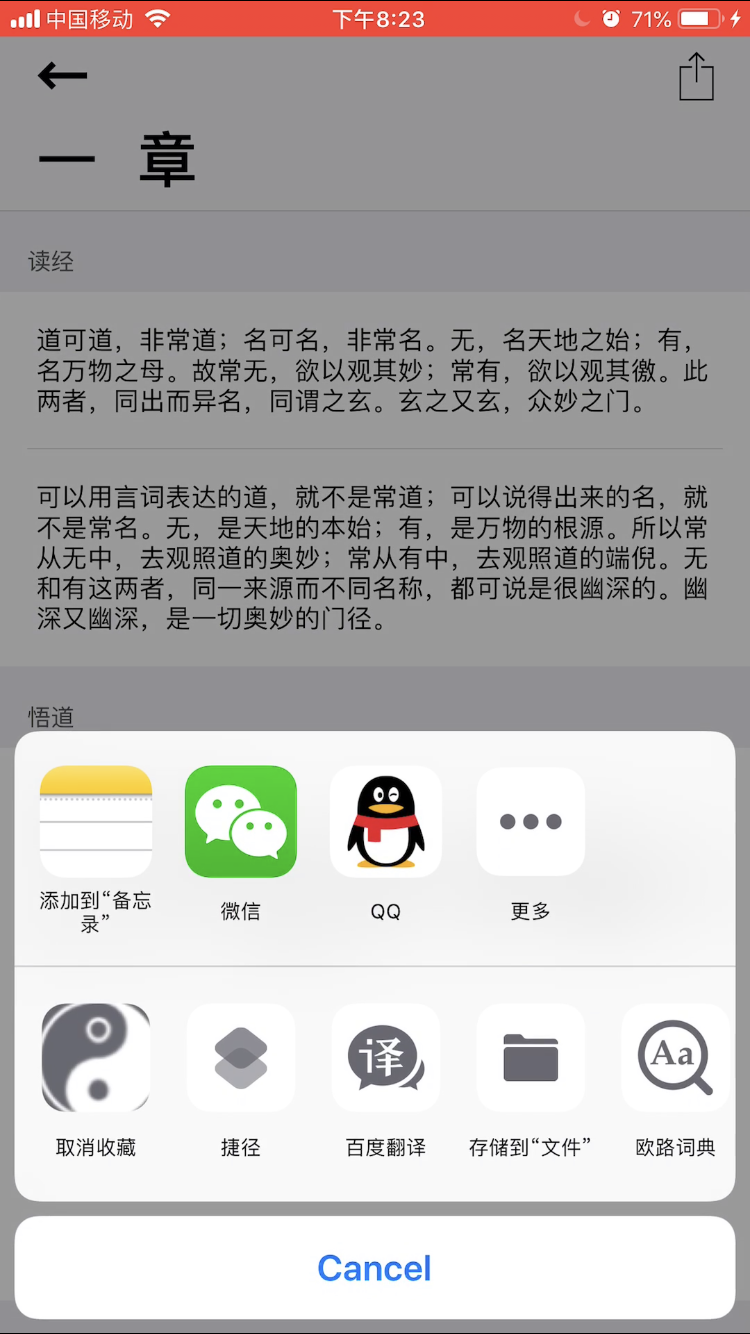 中国移动 下午8:23 71%
一 章
读经
道可道，非常道；名可名，非常名。无，名天地之始；有，
名万物之母。故常无，欲以观其妙；常有，欲以观其徼。此
两者，同出而异名，同谓之玄。玄之又玄，众妙之门。
可以用言词表达的道，就不是常道；可以说得出来的名，就
不是常名。无，是天地的本始；有，是万物的根源。所以常
从无中，去观照道的奥妙；常从有中，去观照道的端倪。无
和有这两者，同一来源而不同名称，都可说是很幽深的。幽
深又幽深，是一切奥妙的门径。
悟道
添加到“备忘
录”
微信
QQ
更多
译
Aa
取消收藏
捷径
百度翻译
存储到“文件”
欧路词典
Cancel